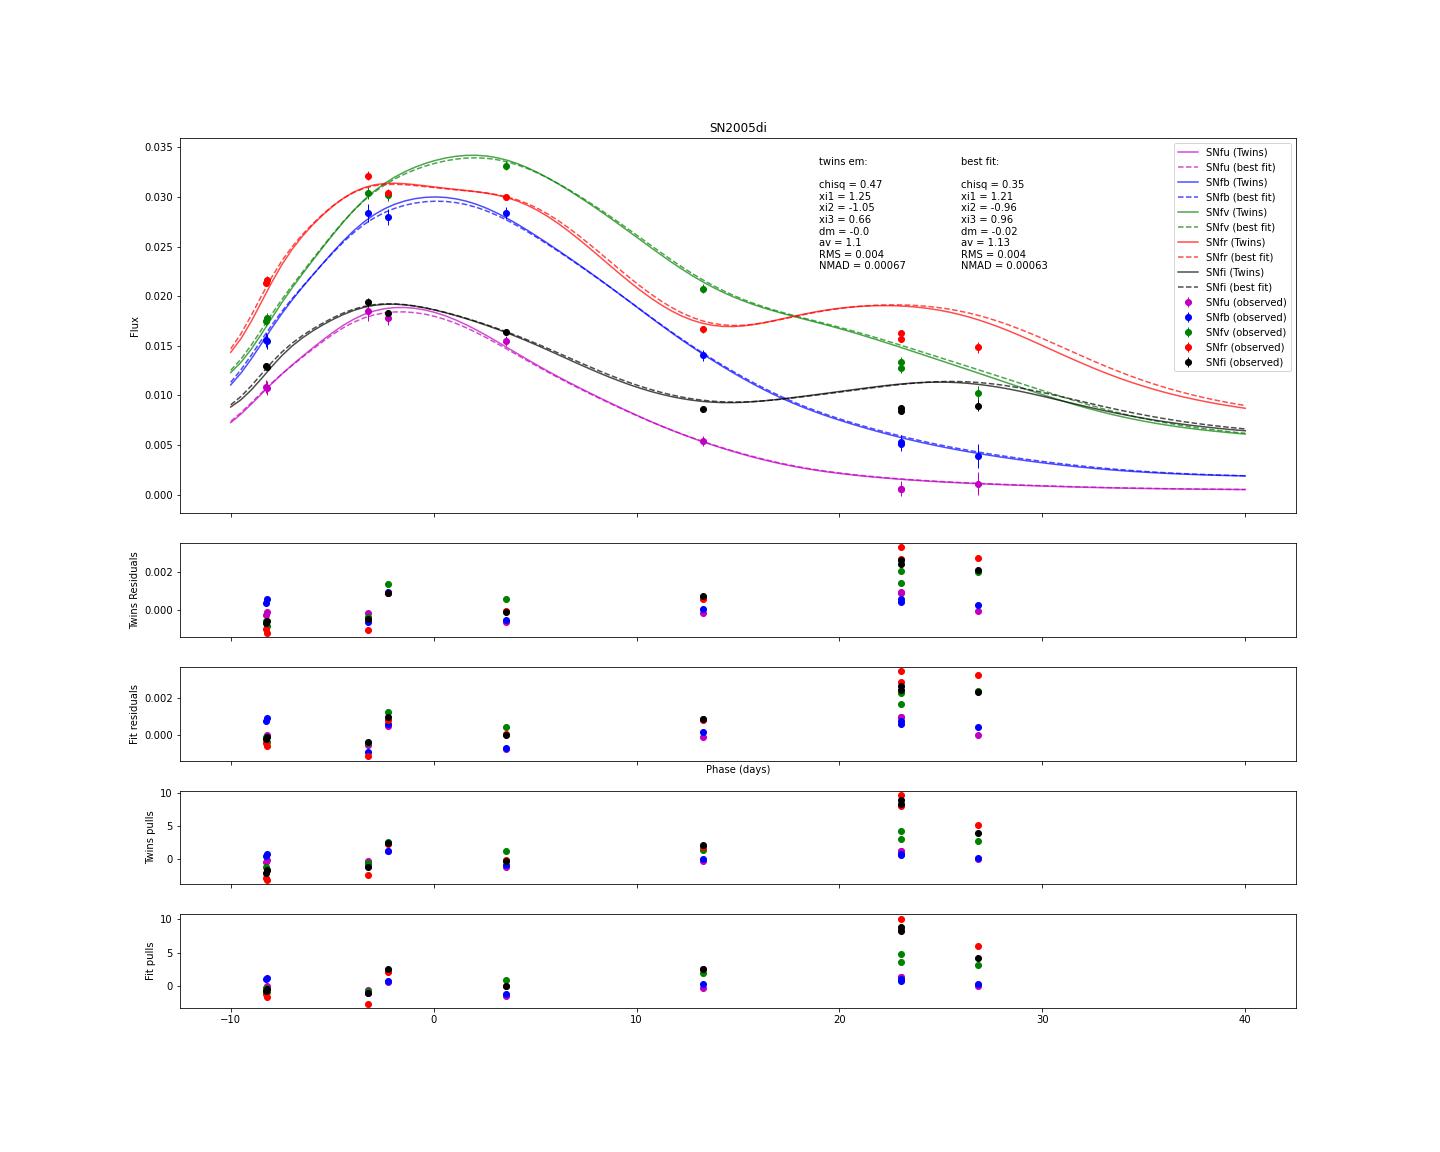 SN2005di
0.035
0.030
0.025
0.020
0.015
0.010
0.005
0.000
Flux
twins em:
chisq = 0.47
xi1 = 1.25
xi2 = -1.05
xi3 = 0.66
dm = -0.0
av = 1.1
RMS = 0.004
NMAD = 0.00067
best fit:
chisq = 0.35
xi1 = 1.21
xi2 = -0.96
xi3 = 0.96
dm = -0.02
av = 1.13
RMS = 0.004
NMAD = 0.00063
SNfu (Twins)
SNfu (best fit)
SNfb (Twins)
SNfb (best fit)
SNfv (Twins)
SNfv (best fit)
SNfr (Twins)
SNfr (best fit)
SNfi (Twins)
SNfi (best fit)
SNfu (observed)
SNfb (observed)
SNfv (observed)
SNfr (observed)
SNfi (observed)
0.002
0.000
Twins Residuals
0.002
0.000
Fit residuals
Phase (days)
10
5
0
Twins pulls
10
5
0
Fit pulls
−10 0 10 20 30 40